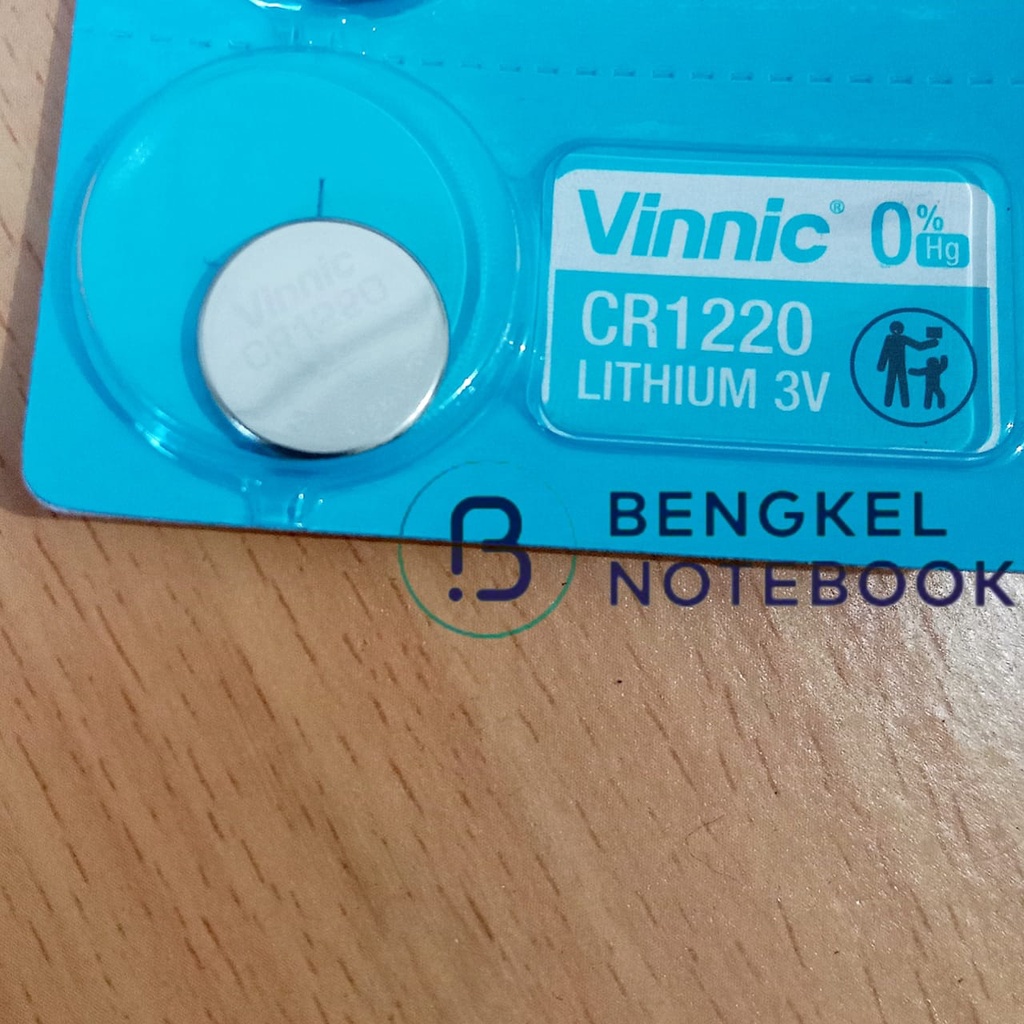 Vinnic® 0% Hg
CR1220
LITHIUM 3V
Vinnic
CR1220
BENGKEL
NOTEBOOK